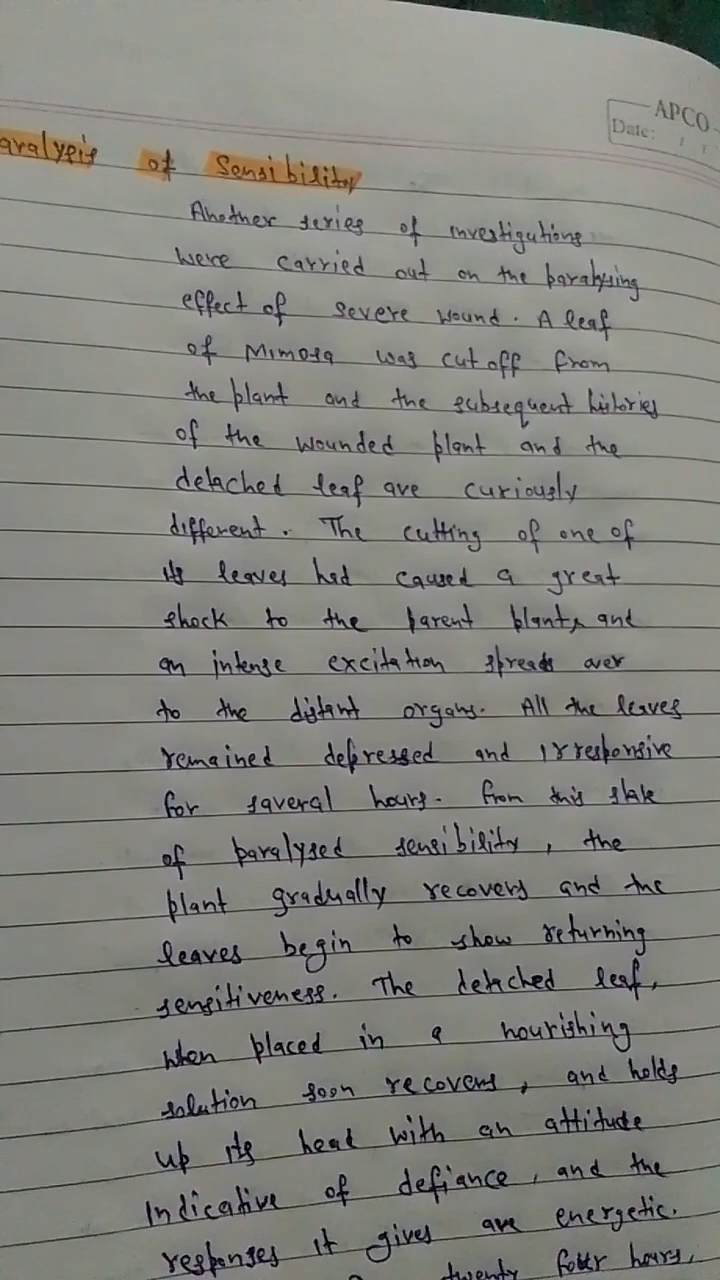 APCO
Date: / /
aralysis of Sensibility
Another series of investigations
were carried out on the paralysing
effect of severe wound. A leaf
of Mimosa was cut off from
the plant and the subsequent histories
of the wounded plant and the
detached leaf are curiously
different. The cutting of one of
its leaves had caused a great
shock to the parent plant, and
an intense excitation spreads over
to the distant organs. All the leaves
remained depressed and irresponsive
for saveral hours. From this state
of paralysed sensibility, the
plant gradually recovers and the
leaves begin to show returning
sensitiveness. The detached leaf,
when placed in a nourishing
solution soon recovers, and holds
up its head with an attitude
indicative of defiance, and the
responses it gives are energetic.
twenty four hours,